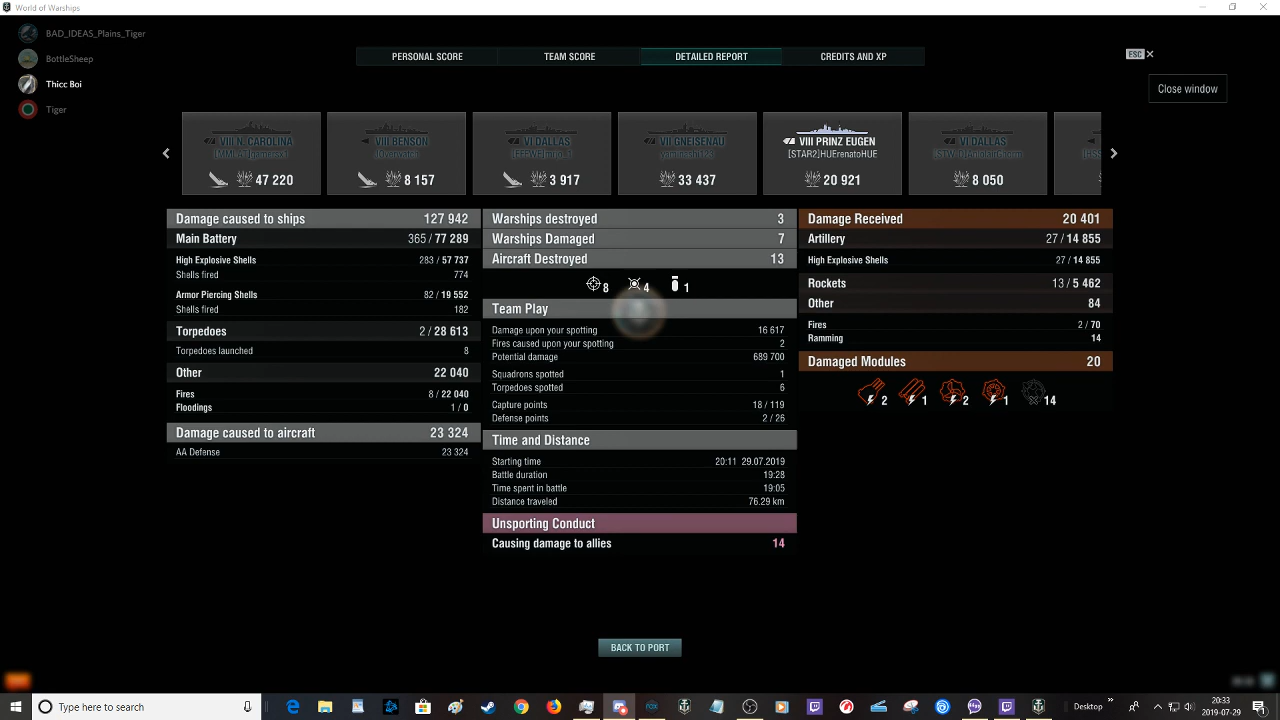 World of Warships
BAD_IDEAS_Plains_Tiger
BottleSheep
Thicc Boi
Tiger
PERSONAL SCORE
TEAM SCORE
DETAILED REPORT
CREDITS AND XP
ESC
Close window
VIII N. CAROLINA
47 220
VIII BENSON
8 157
VI DALLAS
3 917
VII GNEISENAU
33 437
VIII PRINZ EUGEN
[STAR2]HUErenatoHUE
20 921
VI DALLAS
8 050
Damage caused to ships 127 942
Main Battery 365 / 77 289
High Explosive Shells 283 / 57 737
Shells fired 774
Armor Piercing Shells 82 / 19 552
Shells fired 182
Torpedoes 2 / 28 613
Torpedoes launched 8
Other 22 040
Fires 8 / 22 040
Floodings 1 / 0
Damage caused to aircraft 23 324
AA Defense 23 324
Warships destroyed 3
Warships Damaged 7
Aircraft Destroyed 13
8 4 1
Team Play
Damage upon your spotting 16 617
Fires caused upon your spotting 2
Potential damage 689 700
Squadrons spotted 1
Torpedoes spotted 6
Capture points 18 / 119
Defense points 2 / 26
Time and Distance
Starting time 20:11 29.07.2019
Battle duration 19:28
Time spent in battle 19:05
Distance traveled 76.29 km
Unsporting Conduct
Causing damage to allies 14
Damage Received 20 401
Artillery 27 / 14 855
High Explosive Shells 27 / 14 855
Rockets 13 / 5 462
Other 84
Fires 2 / 70
Ramming 14
Damaged Modules 20
2 1 2 1 14
BACK TO PORT
Type here to search
Desktop
20:33
2019-07-29